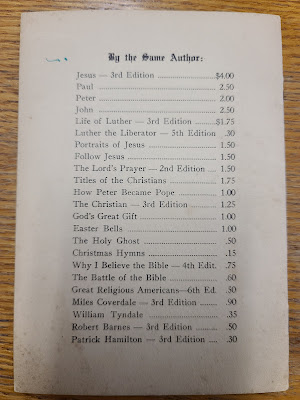 By the Same Author:
Jesus — 3rd Edition ........................$4.00
Paul .................................................. 2.50
Peter ................................................. 2.00
John .................................................. 2.50
Life of Luther — 3rd Edition ........$1.75
Luther the Liberator — 5th Edition .30
Portraits of Jesus ............................ 1.50
Follow Jesus .................................... 1.50
The Lord's Prayer — 2nd Edition .... 1.50
Titles of the Christians .................... 1.75
How Peter Became Pope ................ 1.00
The Christian — 3rd Edition .......... 1.25
God's Great Gift .............................. 1.00
Easter Bells ...................................... 1.00
The Holy Ghost ................................ .50
Christmas Hymns ............................ .15
Why I Believe the Bible — 4th Edit. .75
The Battle of the Bible .................... .60
Great Religious Americans—6th Ed. .50
Miles Coverdale — 3rd Edition ........ .90
William Tyndale .............................. .35
Robert Barnes — 3rd Edition .......... .50
Patrick Hamilton — 3rd Edition ...... .30